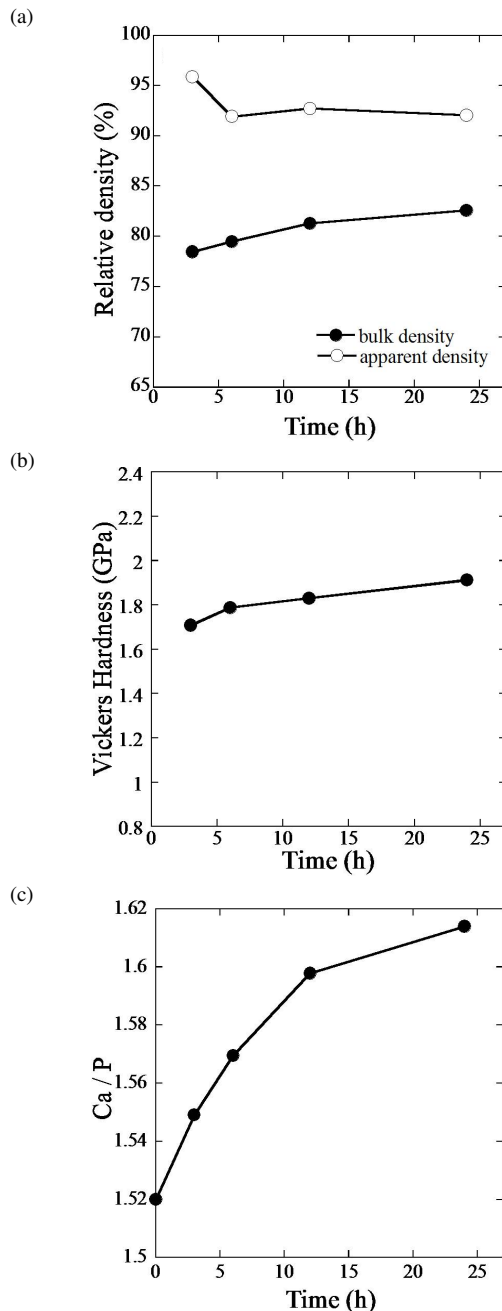 (a)
100
95
90
85
80
75
70
65
Relative density (%)
bulk density
apparent density
0 5 10 15 20 25
Time (h)
(b)
2.4
2.2
2
1.8
1.6
1.4
1.2
1
0.8
Vickers Hardness (GPa)
0 5 10 15 20 25
Time (h)
(c)
1.62
1.6
1.58
1.56
1.54
1.52
1.5
Ca / P
0 5 10 15 20 25
Time (h)